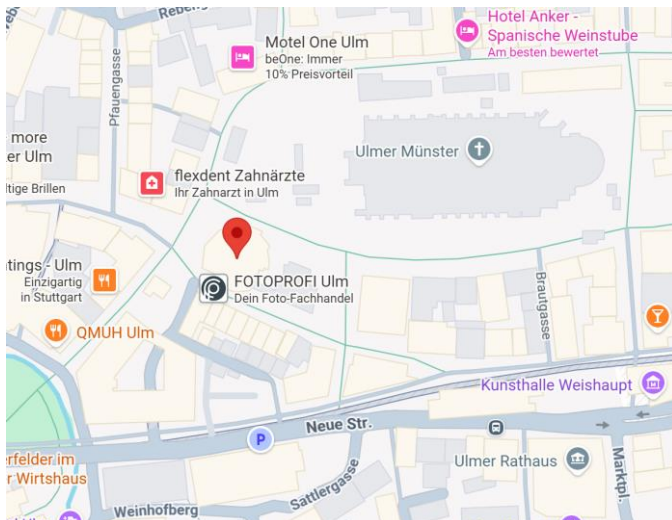 Hotel Anker -
Spanische Weinstube
Am besten bewertet
Motel One Ulm
beOne: Immer
10% Preisvorteil
Pfauengasse
Ulmer Münster
more
er Ulm
ltige Brillen
flexdent Zahnärzte
Ihr Zahnarzt in Ulm
tings - Ulm
Einzigartig
in Stuttgart
FOTOPROFI Ulm
Dein Foto-Fachhandel
Brautgasse
QMUH Ulm
Kunsthalle Weishaupt
Neue Str.
P
Ulmer Rathaus
Marktpl.
erfelder im
r Wirtshaus
Sattlergasse
Weinhofberg